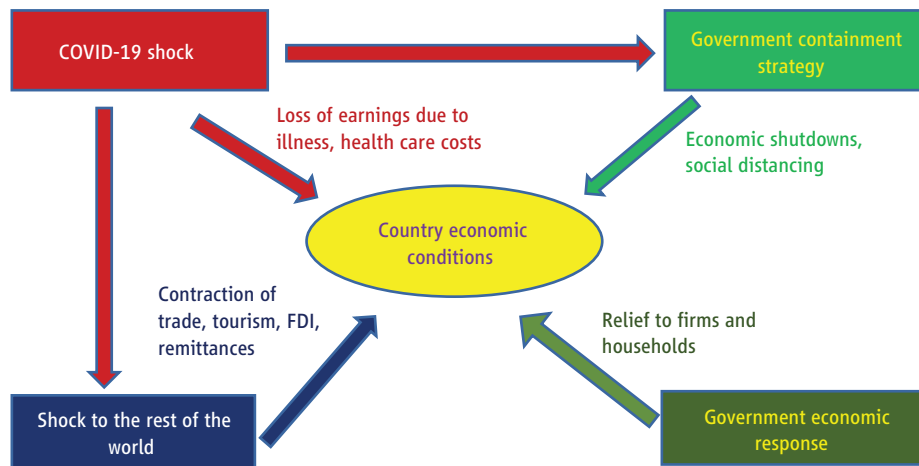 COVID-19 shock
Government containment
strategy
Loss of earnings due to
illness, health care costs
Economic shutdowns,
social distancing
Country economic
conditions
Contraction of
trade, tourism, FDI,
remittances
Relief to firms and
households
Shock to the rest of the
world
Government economic
response